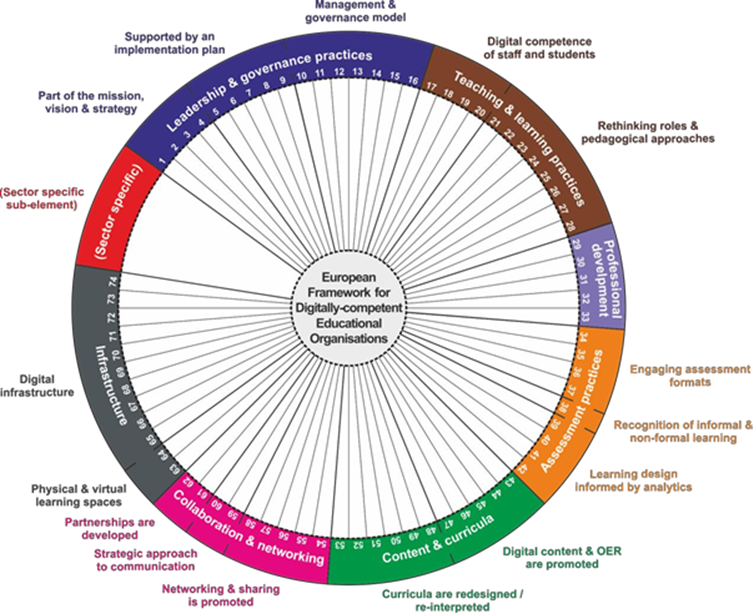 Management &
governance model
Supported by an
implementation plan
Part of the mission,
vision & strategy
Leadership & governance practices
1 2 3 4 5 6 7 8 9 10 11 12 13 14 15 16
Digital competence
of staff and students
Rethinking roles &
pedagogical approaches
Teaching & learning practices
17 18 19 20 21 22 23 24 25 26 27 28
Professional
develpment
29 30 31 32 33
Engaging assessment
formats
Recognition of informal &
non-formal learning
Learning design
informed by analytics
Assessment practices
34 35 36 37 38 39 40 41 42
Digital content & OER
are promoted
Curricula are redesigned /
re-interpreted
Content & curricula
43 44 45 46 47 48 49 50 51 52 53
Networking & sharing
is promoted
Strategic approach
to communication
Partnerships are
developed
Collaboration & networking
54 55 56 57 58 59 60 61 62
Physical & virtual
learning spaces
Digital
infrastructure
Infrastructure
63 64 65 66 67 68 69 70 71 72 73 74
(Sector specific
sub-element)
(Sector specific)
European
Framework for
Digitally-competent
Educational
Organisations